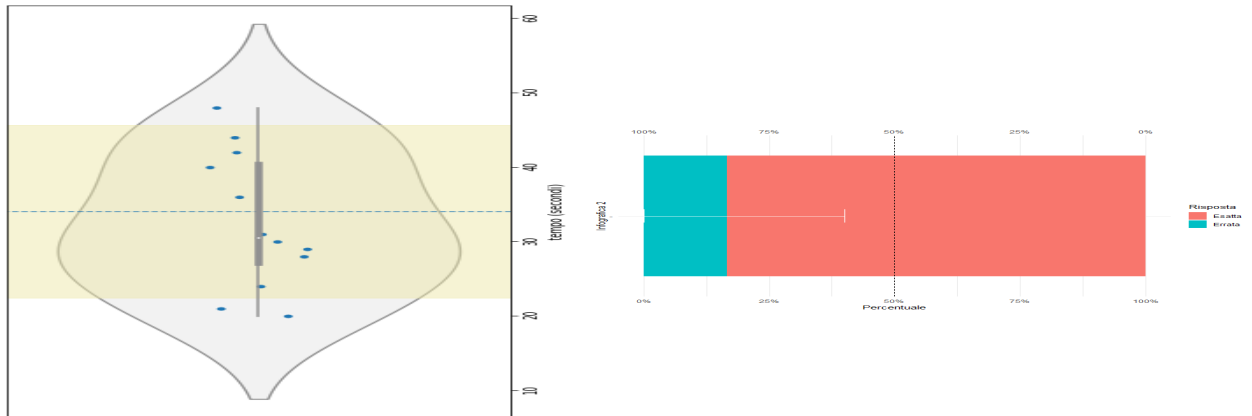 60
50
40
tempo (secondi)
30
20
10
100% 75% 50% 25% 0%
Infografica 2
0% 25% 50% 75% 100%
Percentuale
Risposta
Esatta
Errata